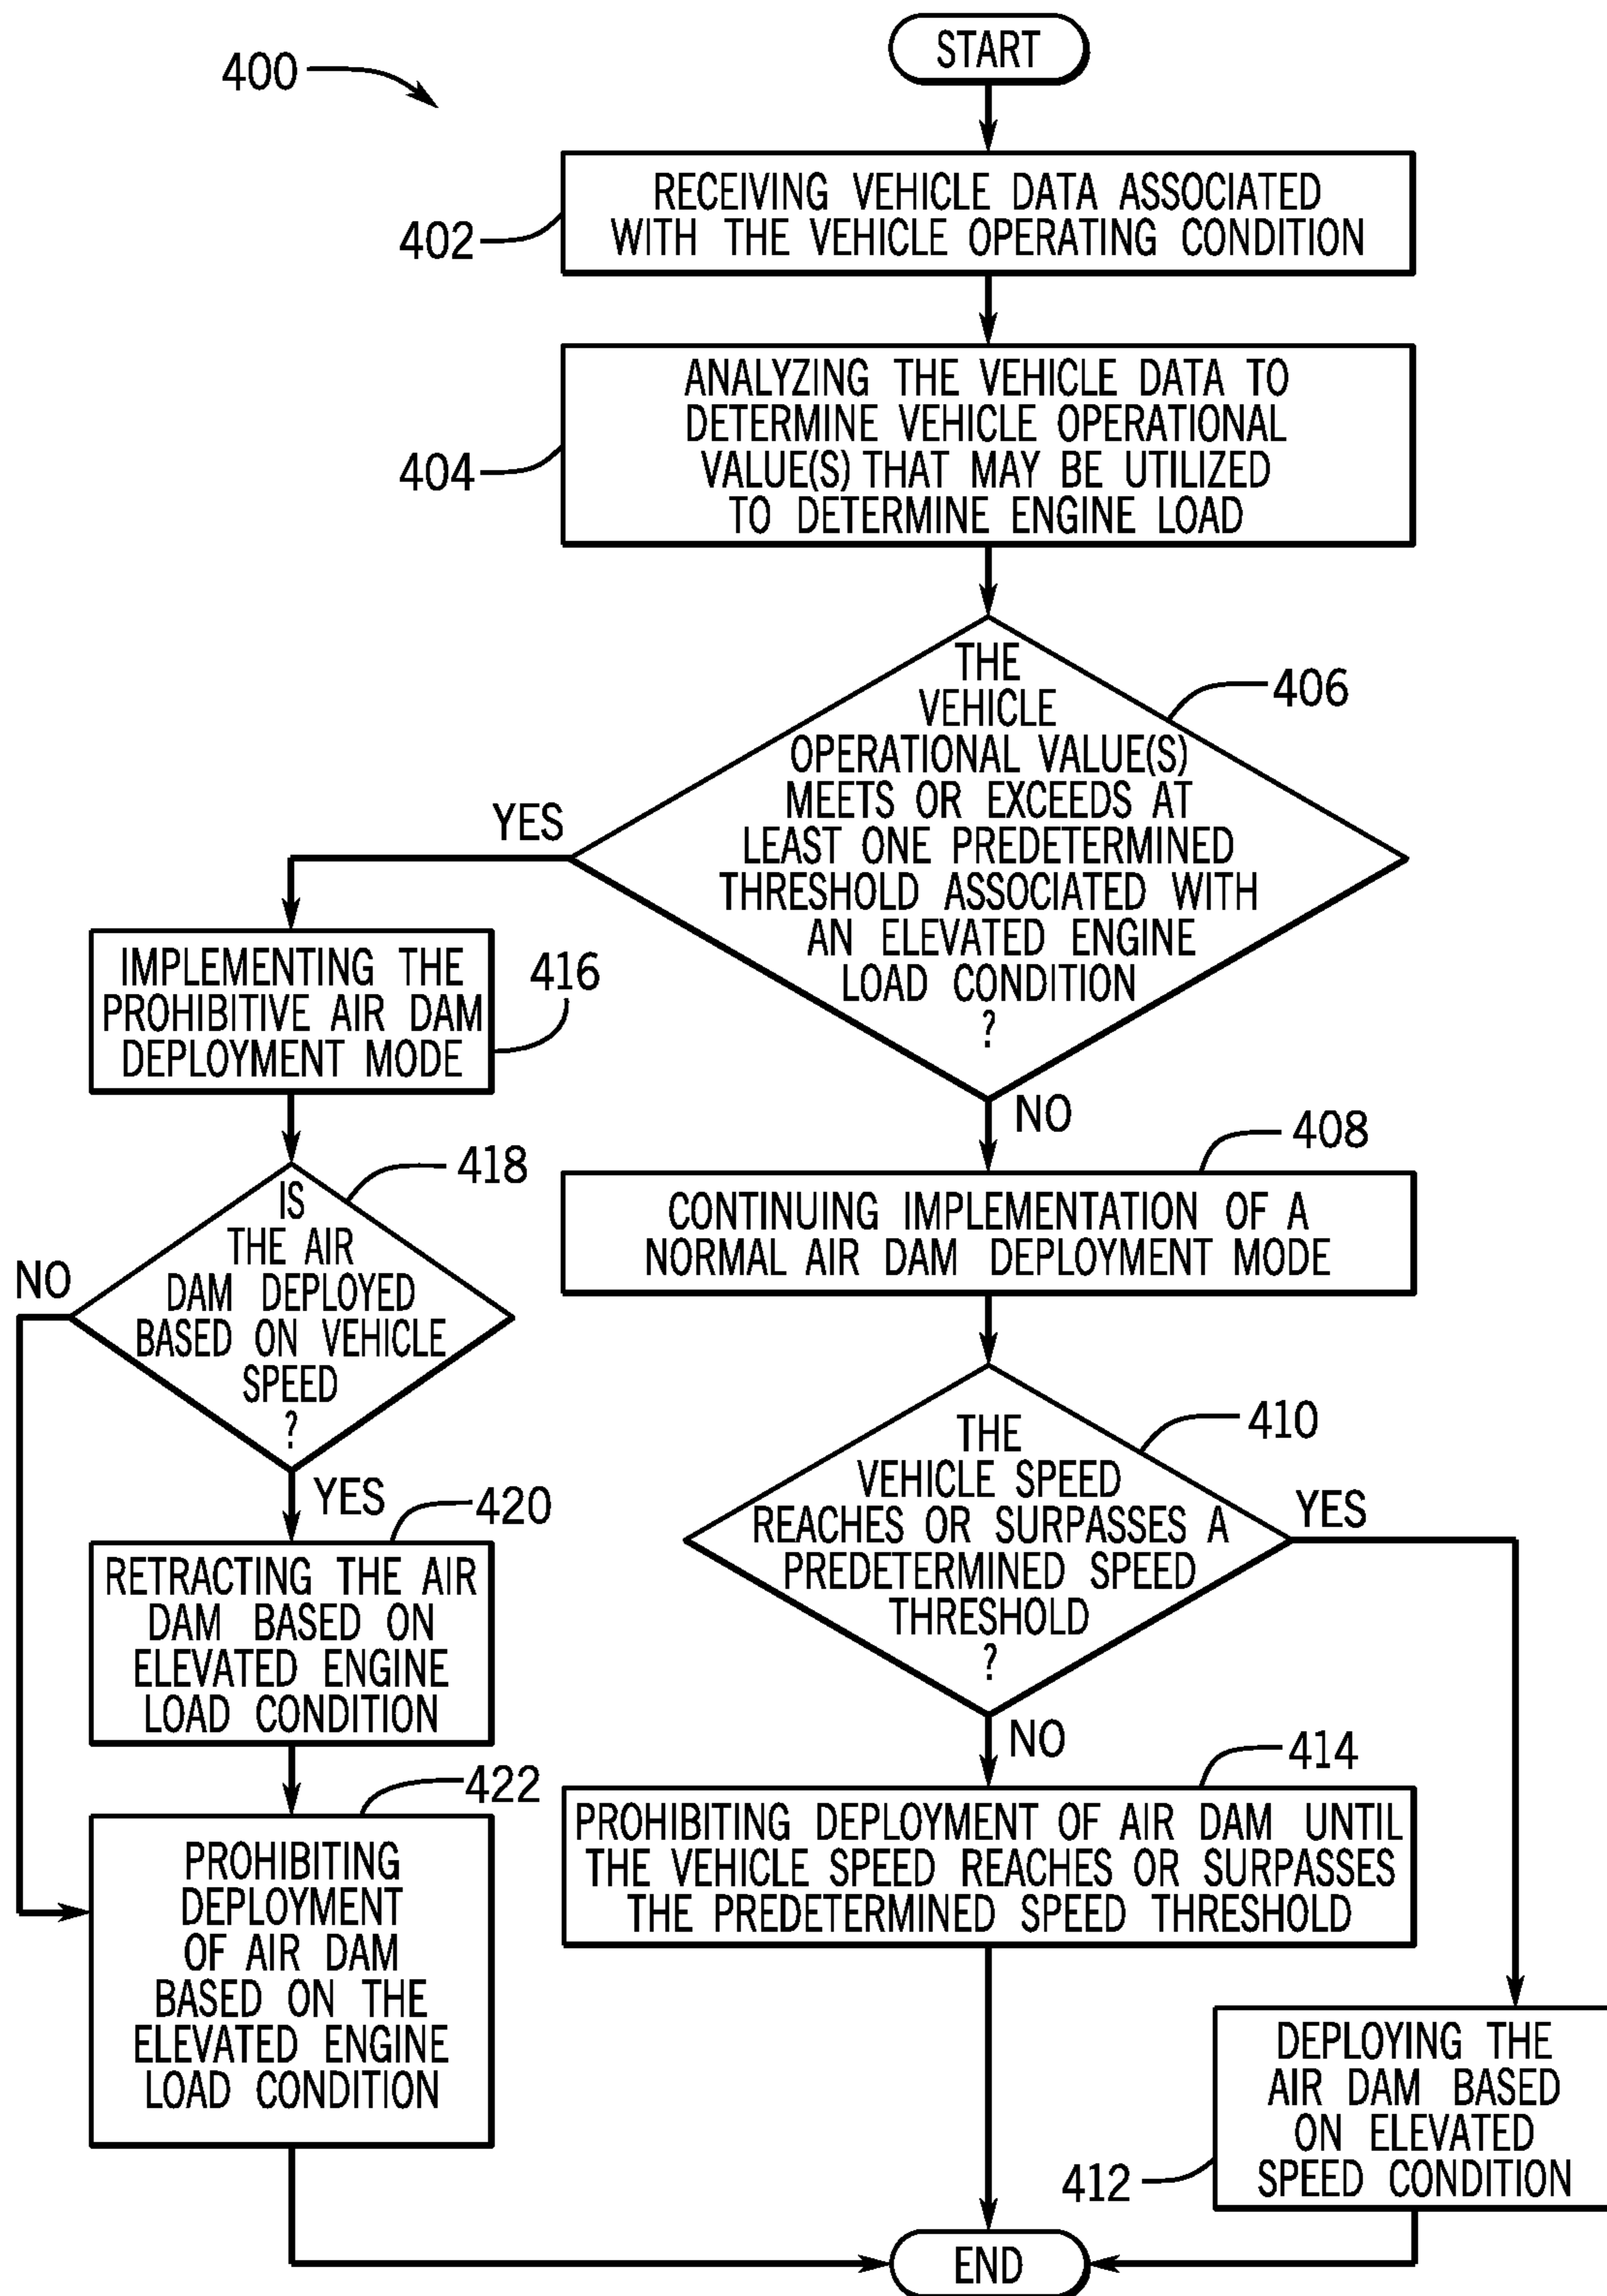 START
400
RECEIVING VEHICLE DATA ASSOCIATED
WITH THE VEHICLE OPERATING CONDITION
402
ANALYZING THE VEHICLE DATA TO
DETERMINE VEHICLE OPERATIONAL
VALUE(S) THAT MAY BE UTILIZED
TO DETERMINE ENGINE LOAD
404
THE
VEHICLE
OPERATIONAL VALUE(S)
MEETS OR EXCEEDS AT
LEAST ONE PREDETERMINED
THRESHOLD ASSOCIATED WITH
AN ELEVATED ENGINE
LOAD CONDITION
?
406
YES
NO
IMPLEMENTING THE
PROHIBITIVE AIR DAM
DEPLOYMENT MODE
416
IS
THE AIR
DAM DEPLOYED
BASED ON VEHICLE
SPEED
?
418
NO
YES
RETRACTING THE AIR
DAM BASED ON
ELEVATED ENGINE
LOAD CONDITION
420
PROHIBITING
DEPLOYMENT
OF AIR DAM
BASED ON THE
ELEVATED ENGINE
LOAD CONDITION
422
CONTINUING IMPLEMENTATION OF A
NORMAL AIR DAM DEPLOYMENT MODE
408
THE
VEHICLE SPEED
REACHES OR SURPASSES A
PREDETERMINED SPEED
THRESHOLD
?
410
YES
NO
PROHIBITING DEPLOYMENT OF AIR DAM UNTIL
THE VEHICLE SPEED REACHES OR SURPASSES
THE PREDETERMINED SPEED THRESHOLD
414
DEPLOYING THE
AIR DAM BASED
ON ELEVATED
SPEED CONDITION
412
END